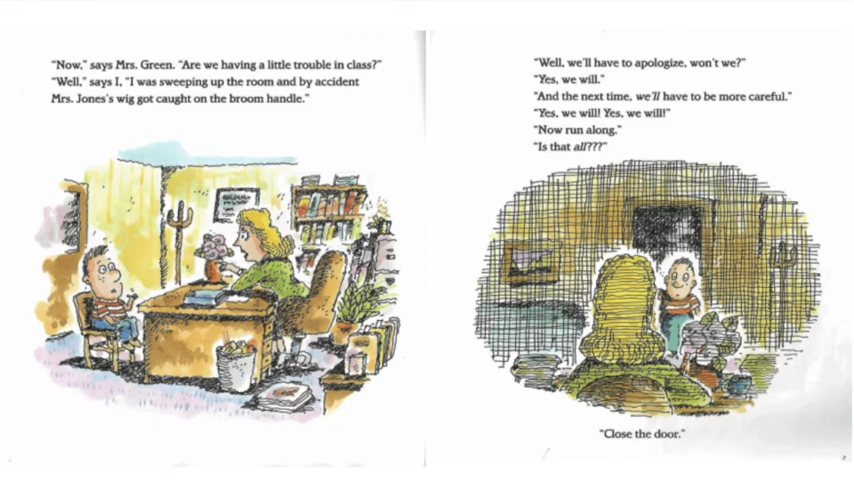 "Now," says Mrs. Green. "Are we having a little trouble in class?"
"Well," says I, "I was sweeping up the room and by accident
Mrs. Jones's wig got caught on the broom handle."
"Well, we'll have to apologize, won't we?"
"Yes, we will."
"And the next time, we'll have to be more careful."
"Yes, we will! Yes, we will!"
"Now run along."
"Is that all???"
"Close the door."